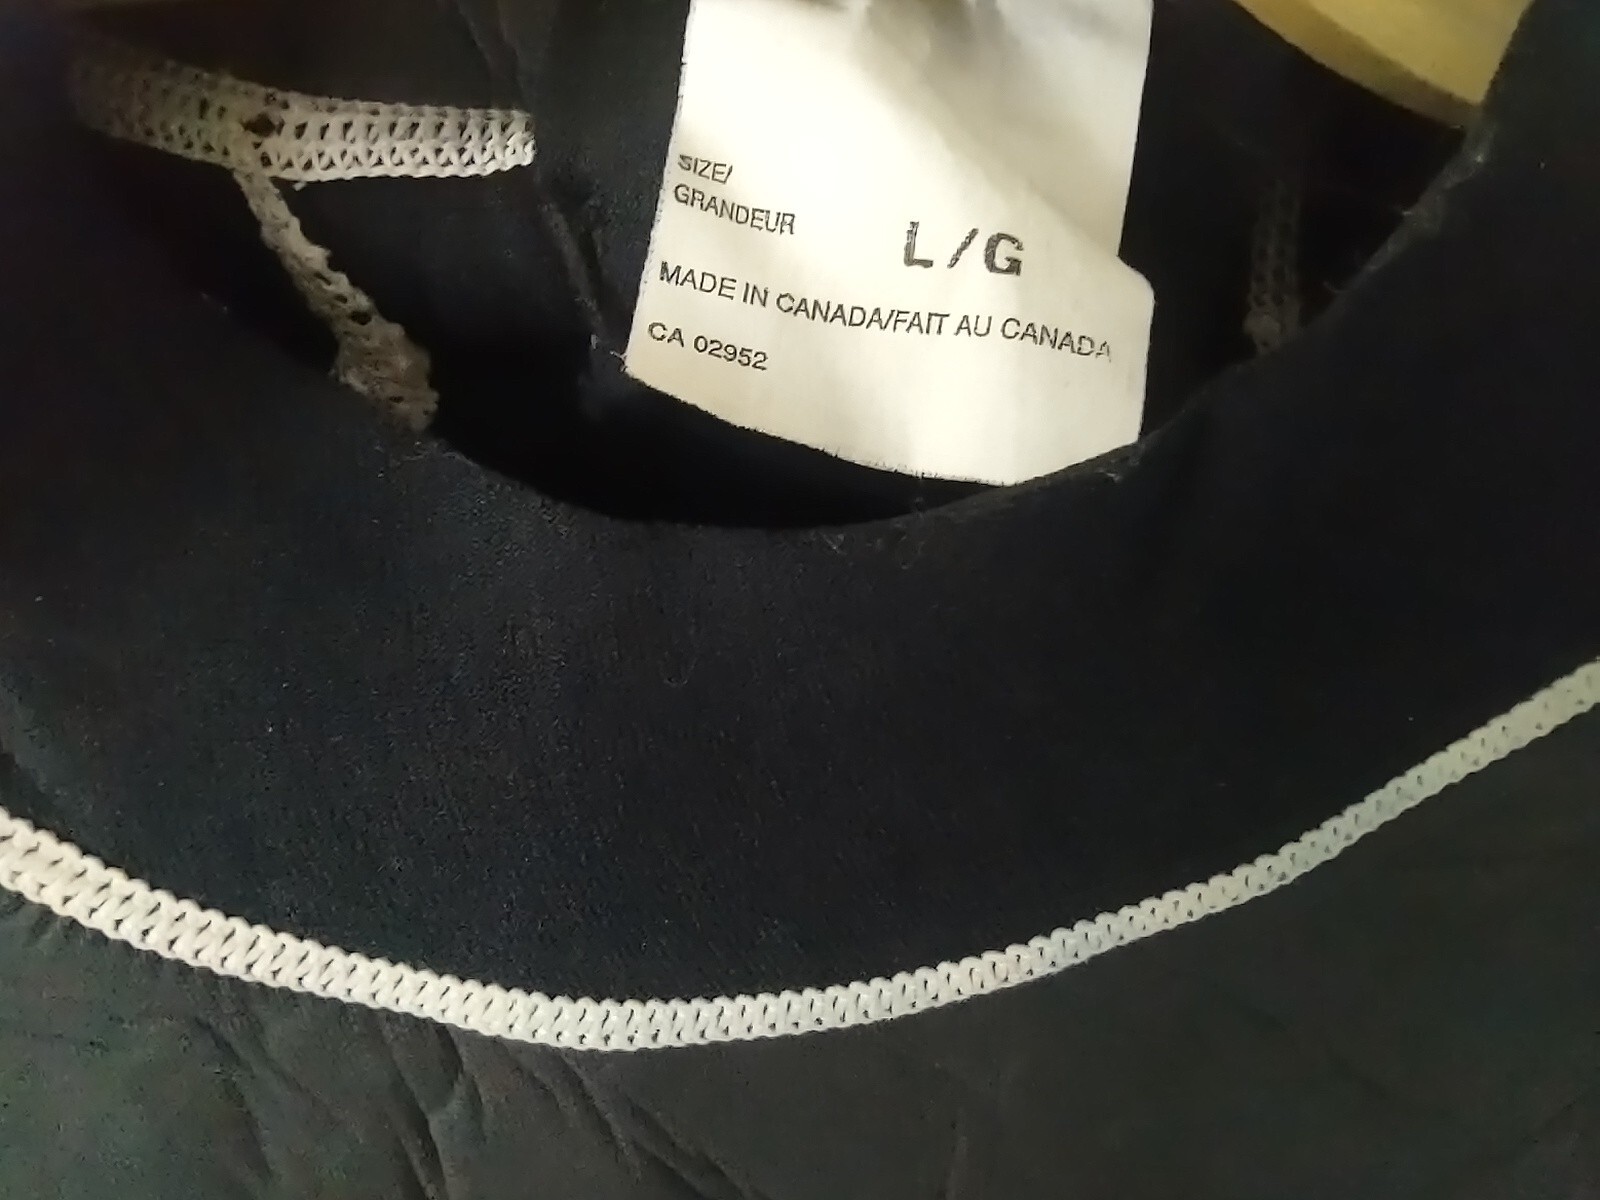 SIZE/
GRANDEUR
L/G
MADE IN CANADA/FAIT AU CANADA
CA 02952